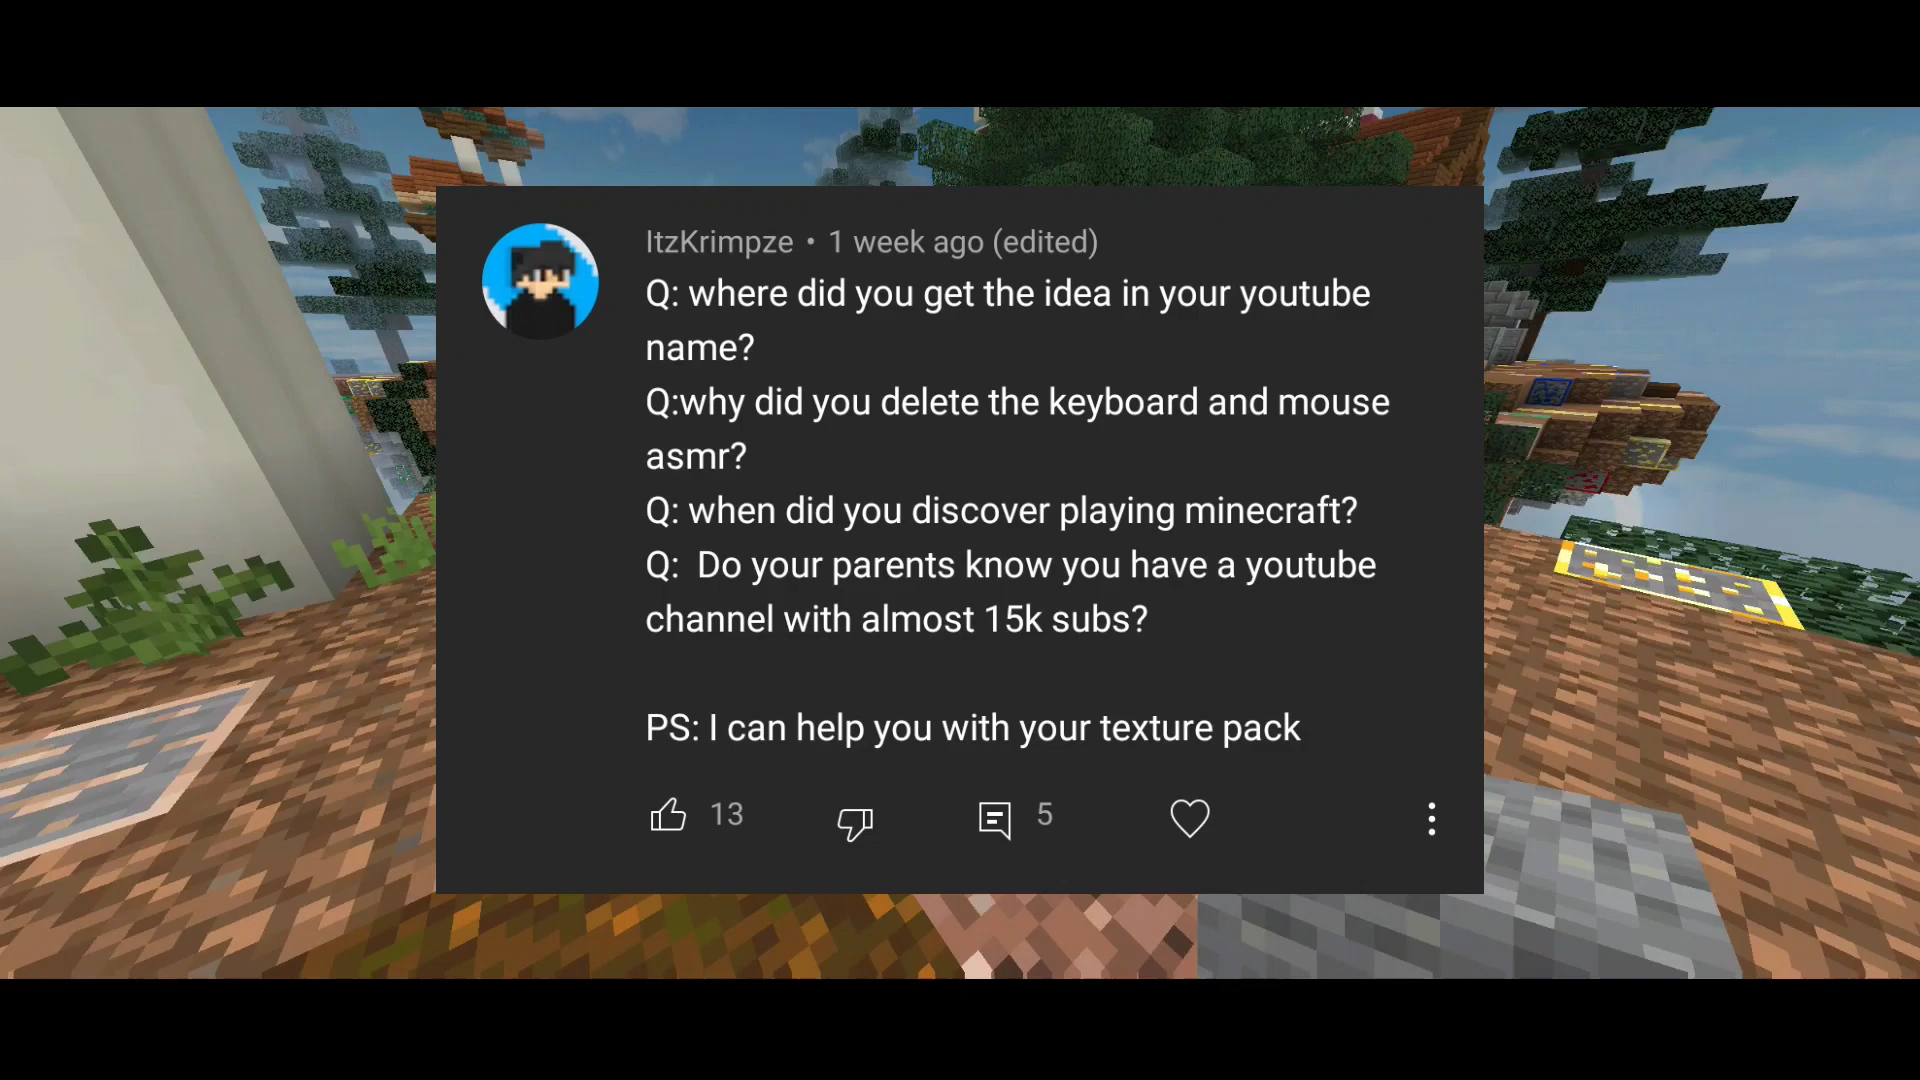 ItzKrimpze • 1 week ago (edited)
Q: where did you get the idea in your youtube
name?
Q:why did you delete the keyboard and mouse
asmr?
Q: when did you discover playing minecraft?
Q:  Do your parents know you have a youtube
channel with almost 15k subs?
PS: I can help you with your texture pack
13 5